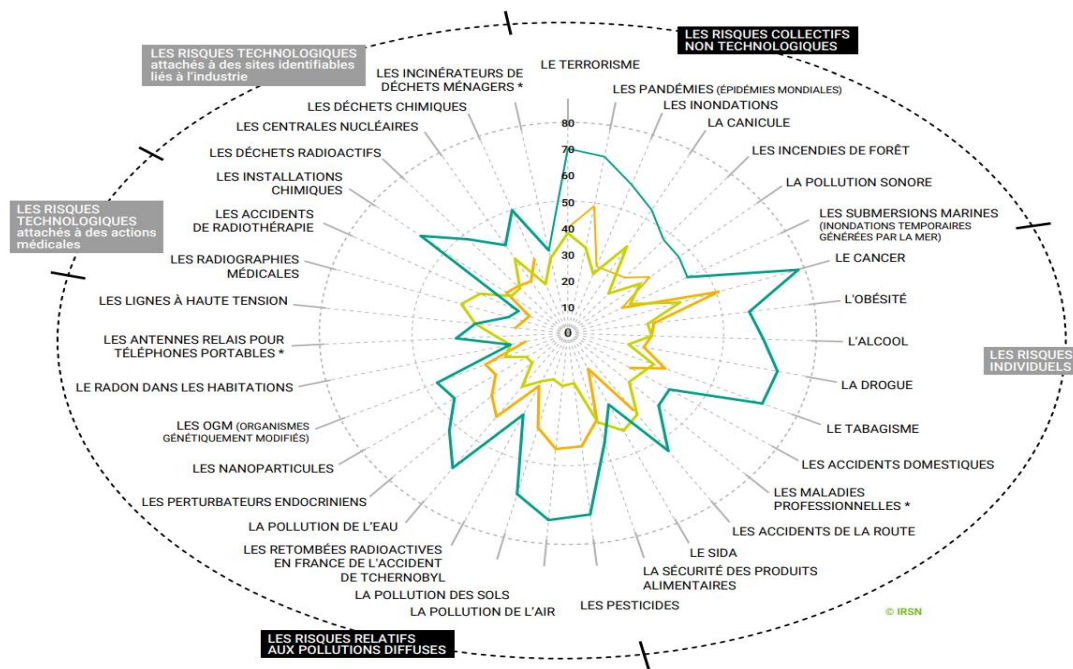 LES RISQUES TECHNOLOGIQUES
attachés à des sites identifiables
liés à l'industrie
LES RISQUES COLLECTIFS
NON TECHNOLOGIQUES
LE TERRORISME
LES PANDÉMIES (ÉPIDÉMIES MONDIALES)
LES INONDATIONS
LA CANICULE
LES INCENDIES DE FORÊT
LA POLLUTION SONORE
LES SUBMERSIONS MARINES
(INONDATIONS TEMPORAIRES
GÉNÉRÉES PAR LA MER)
LE CANCER
L'OBÉSITÉ
L'ALCOOL
LES RISQUES
INDIVIDUELS
LA DROGUE
LE TABAGISME
LES ACCIDENTS DOMESTIQUES
LES MALADIES
PROFESSIONNELLES *
LES ACCIDENTS DE LA ROUTE
LE SIDA
LA SÉCURITÉ DES PRODUITS
ALIMENTAIRES
LES PESTICIDES
LA POLLUTION DE L'AIR
LA POLLUTION DES SOLS
LES RETOMBÉES RADIOACTIVES
EN FRANCE DE L'ACCIDENT
DE TCHERNOBYL
LA POLLUTION DE L'EAU
LES PERTURBATEURS ENDOCRINIENS
LES NANOPARTICULES
LES OGM (ORGANISMES
GÉNÉTIQUEMENT MODIFIÉS)
LE RADON DANS LES HABITATIONS
LES ANTENNES RELAIS POUR
TÉLÉPHONES PORTABLES *
LES LIGNES À HAUTE TENSION
LES RADIOGRAPHIES
MÉDICALES
LES ACCIDENTS
DE RADIOTHÉRAPIE
LES RISQUES
TECHNOLOGIQUES
attachés à des actions
médicales
LES INSTALLATIONS
CHIMIQUES
LES DÉCHETS RADIOACTIFS
LES CENTRALES NUCLÉAIRES
LES DÉCHETS CHIMIQUES
LES INCINÉRATEURS DE
DÉCHETS MÉNAGERS *
80
70
60
50
40
30
20
10
0
LES RISQUES RELATIFS
AUX POLLUTIONS DIFFUSES
© IRSN